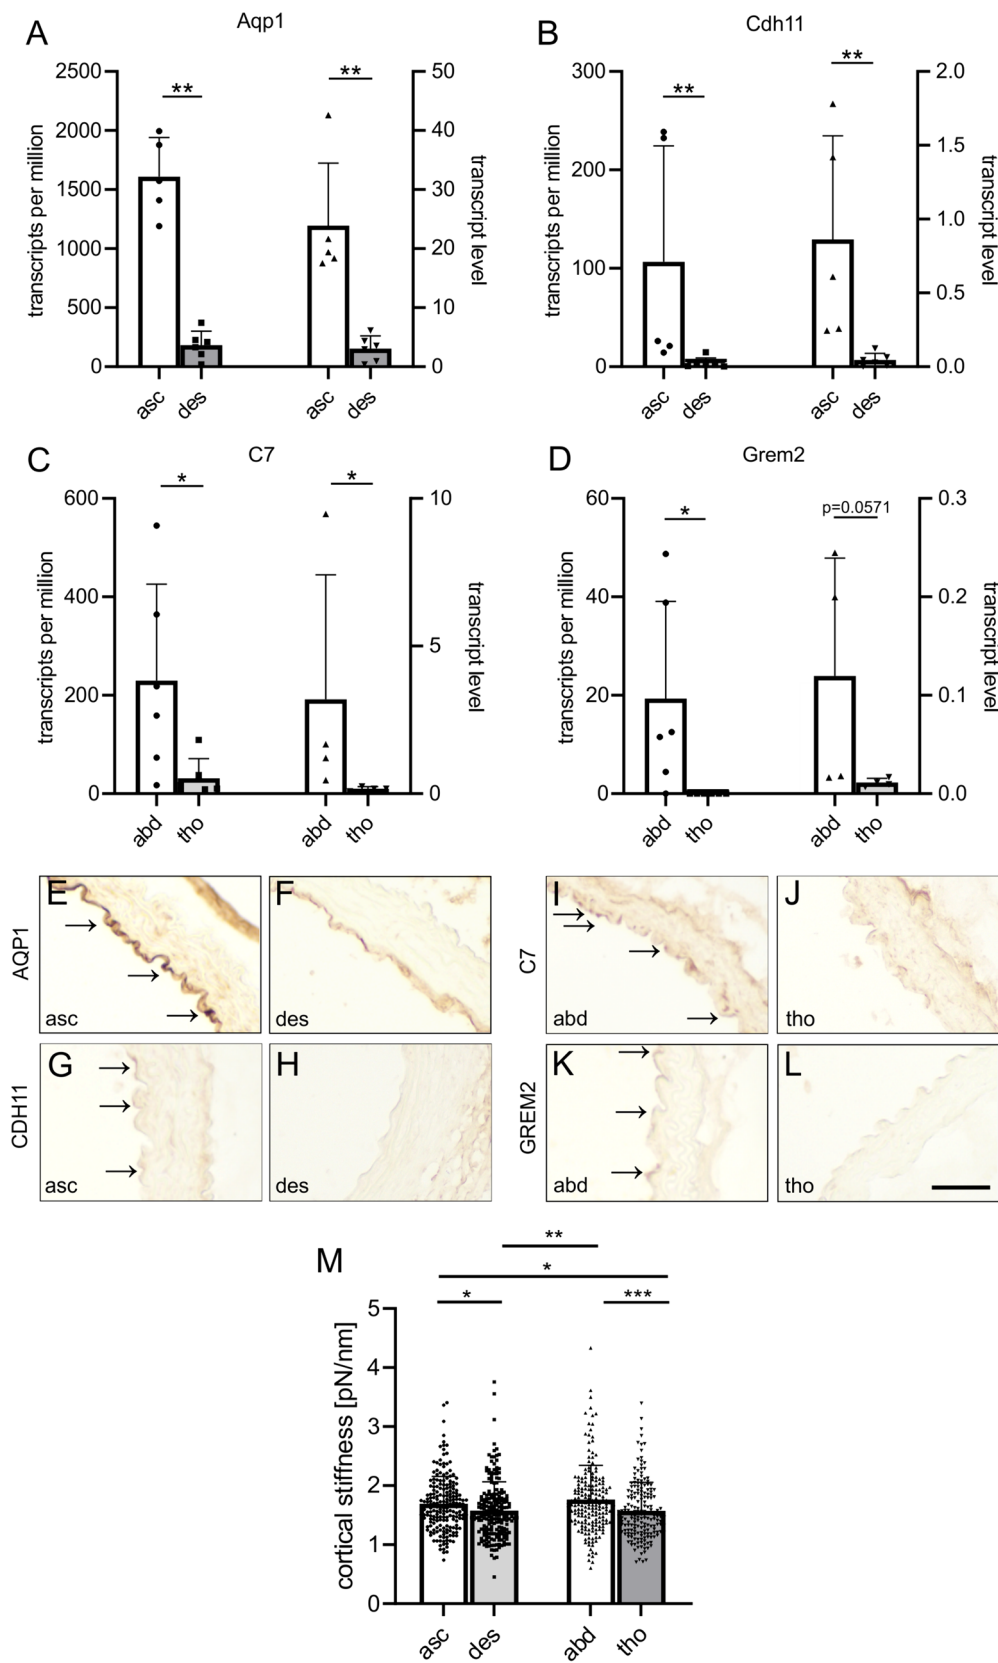 A
Aqp1
transcripts per million
2500
2000
1500
1000
500
0
**
**
50
40
30
20
10
0
transcript level
asc
des
asc
des
B
Cdh11
transcripts per million
300
200
100
0
**
**
2.0
1.5
1.0
0.5
0.0
transcript level
asc
des
asc
des
C
C7
transcripts per million
600
400
200
0
*
*
10
5
0
transcript level
abd
tho
abd
tho
D
Grem2
transcripts per million
60
40
20
0
*
p=0.0571
0.3
0.2
0.1
0.0
transcript level
abd
tho
abd
tho
AQP1
E
asc
F
des
C7
I
abd
J
tho
CDH11
G
asc
H
des
GREM2
K
abd
L
tho
M
**
*
*
***
cortical stiffness [pN/nm]
5
4
3
2
1
0
asc
des
abd
tho